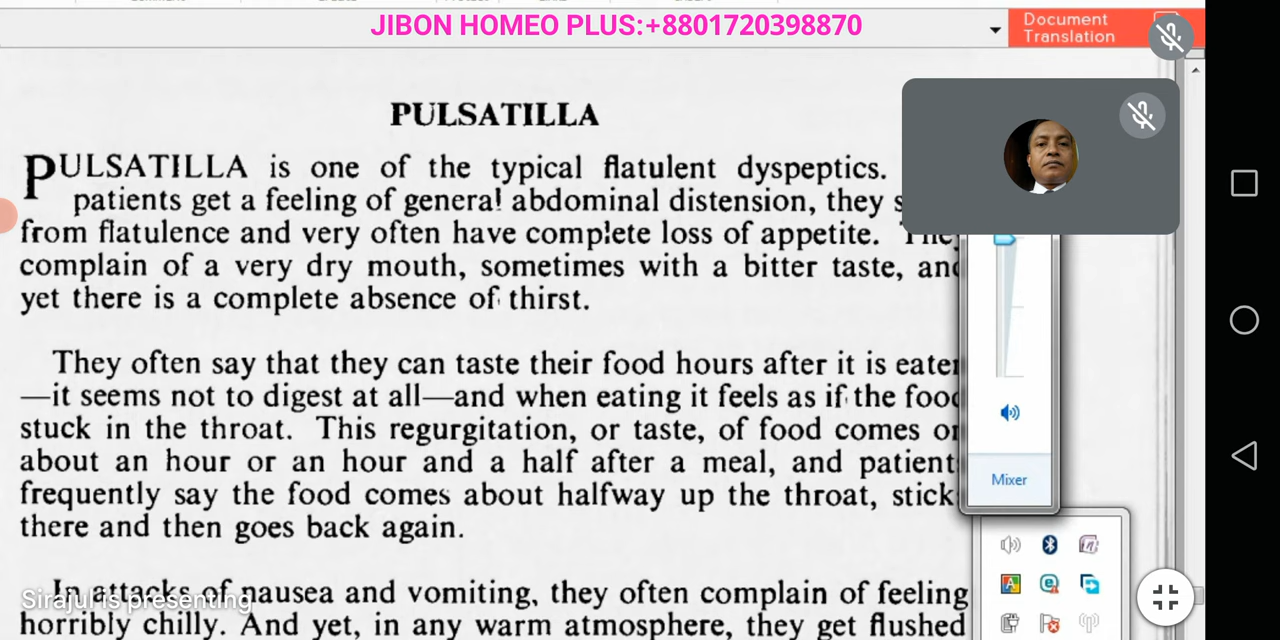 JIBON HOMEO PLUS:+8801720398870
Document
Translation
PULSATILLA
PULSATILLA is one of the typical flatulent dyspeptics.
patients get a feeling of general abdominal distension, they
from flatulence and very often have complete loss of appetite. They
complain of a very dry mouth, sometimes with a bitter taste, and
yet there is a complete absence of thirst.
They often say that they can taste their food hours after it is eaten
—it seems not to digest at all—and when eating it feels as if the food
stuck in the throat. This regurgitation, or taste, of food comes on
about an hour or an hour and a half after a meal, and patients
frequently say the food comes about halfway up the throat, sticks
there and then goes back again.
In attacks of nausea and vomiting, they often complain of feeling
horribly chilly. And yet, in any warm atmosphere, they get flushed
Sirajul is presenting
Mixer